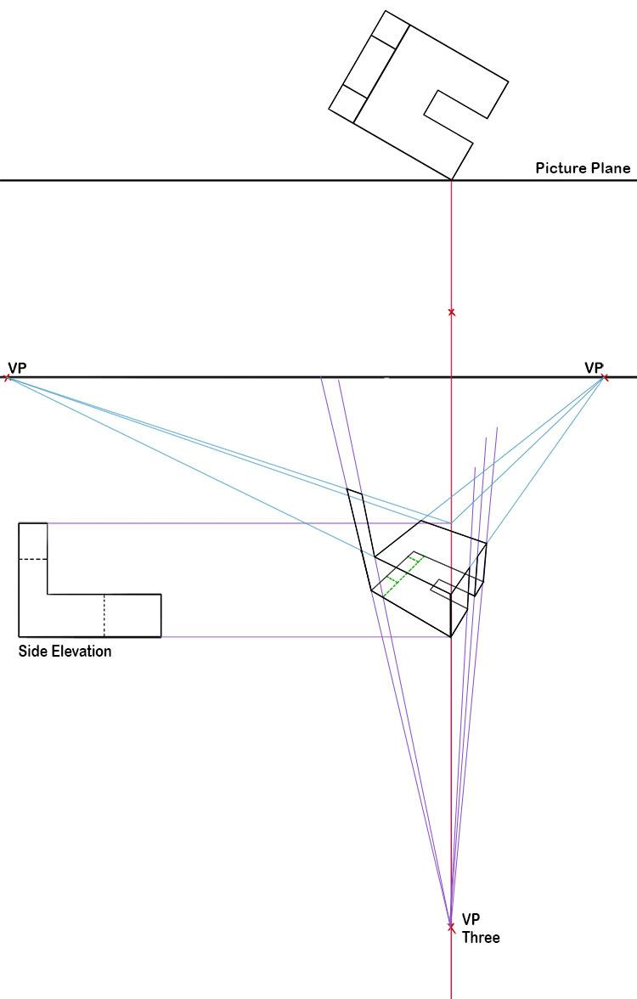 Picture Plane
VP
VP
Side Elevation
VP
Three